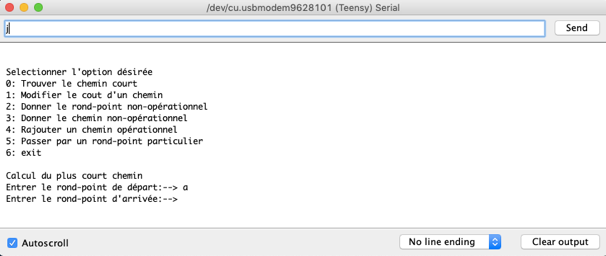 /dev/cu.usbmodem9628101 (Teensy) Serial
j
Send
Selectionner l'option désirée
0: Trouver le chemin court
1: Modifier le cout d'un chemin
2: Donner le rond-point non-opérationnel
3: Donner le chemin non-opérationnel
4: Rajouter un chemin opérationnel
5: Passer par un rond-point particulier
6: exit
Calcul du plus court chemin
Entrer le rond-point de départ:--> a
Entrer le rond-point d'arrivée:-->
Autoscroll
No line ending
Clear output